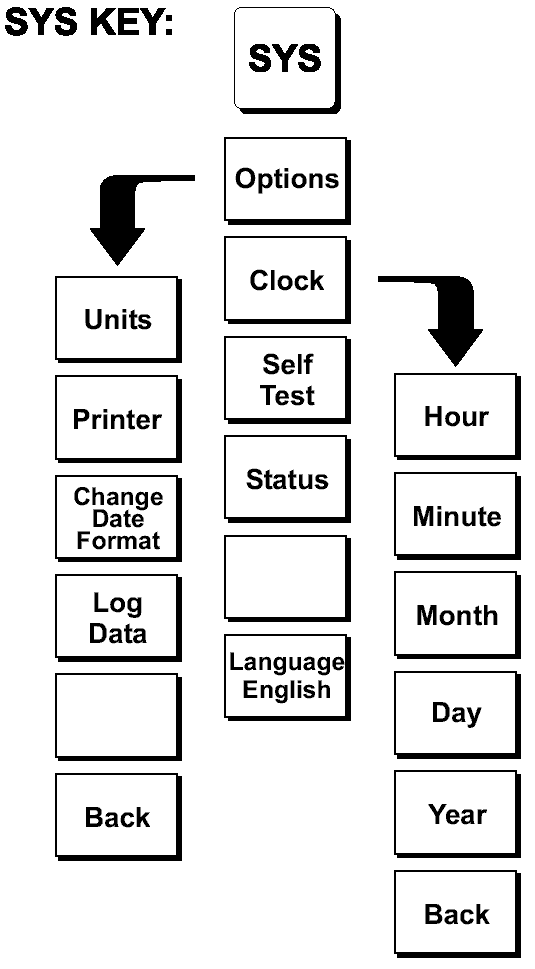 SYS KEY:
SYS
Options
Clock
Self
Test
Status
Language
English
Units
Printer
Change
Date
Format
Log
Data
Back
Hour
Minute
Month
Day
Year
Back